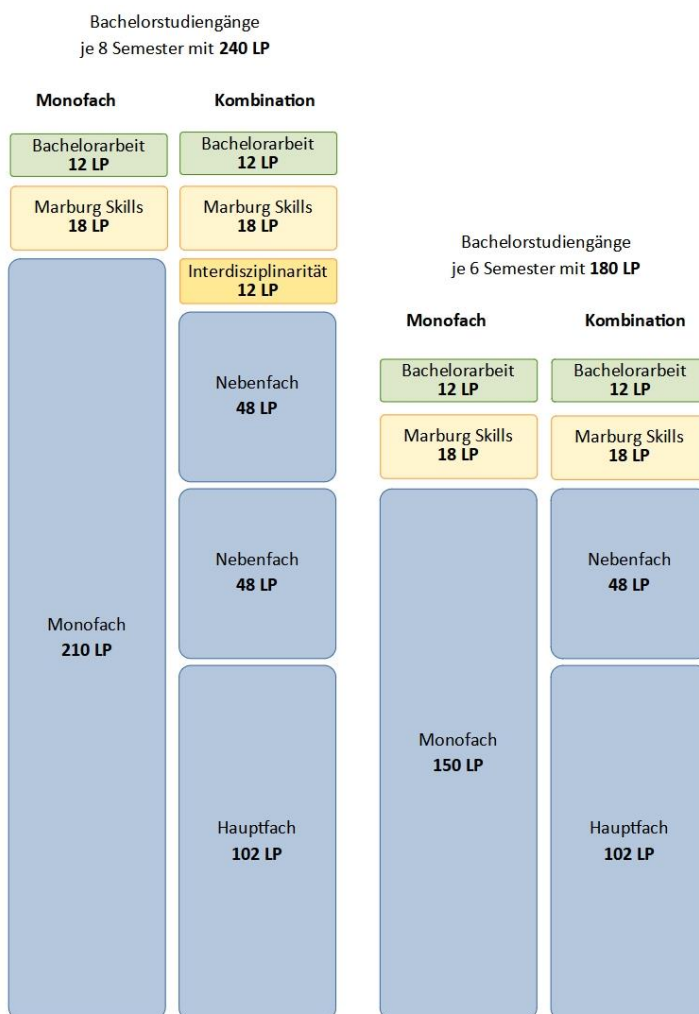 Bachelorstudiengänge
je 8 Semester mit 240 LP
Monofach
Bachelorarbeit
12 LP
Marburg Skills
18 LP
Monofach
210 LP
Kombination
Bachelorarbeit
12 LP
Marburg Skills
18 LP
Interdisziplinarität
12 LP
Nebenfach
48 LP
Nebenfach
48 LP
Hauptfach
102 LP
Bachelorstudiengänge
je 6 Semester mit 180 LP
Monofach
Bachelorarbeit
12 LP
Marburg Skills
18 LP
Monofach
150 LP
Kombination
Bachelorarbeit
12 LP
Marburg Skills
18 LP
Nebenfach
48 LP
Hauptfach
102 LP